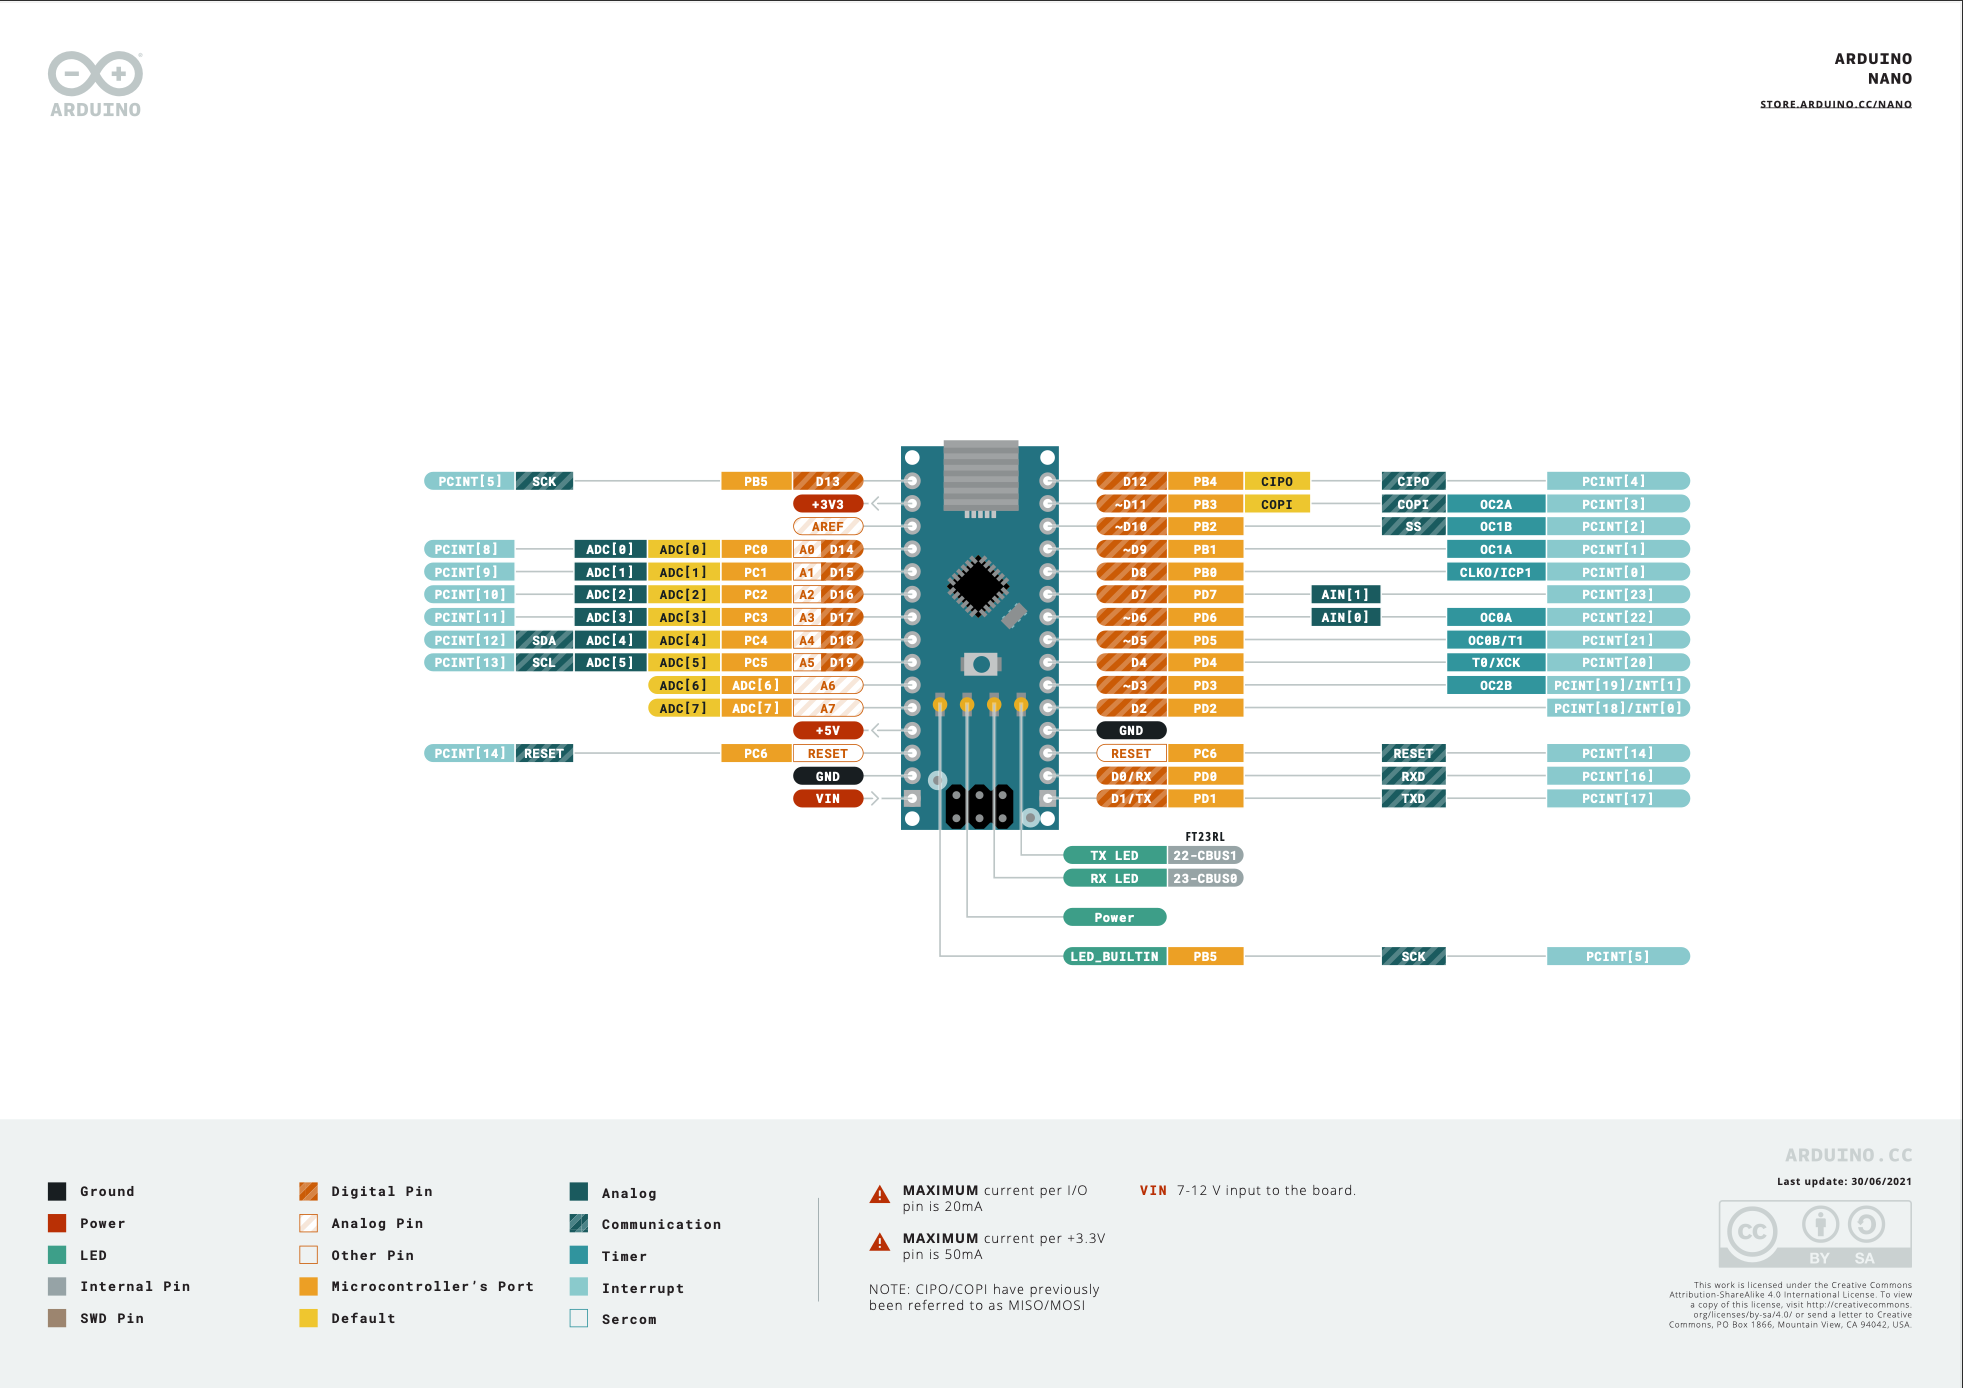 ARDUINO
ARDUINO
NANO
STORE.ARDUINO.CC/NANO
PCINT[5] SCK PB5 D13 D12 PB4 CIPO CIPO PCINT[4]
+3V3 ~D11 PB3 COPI COPI OC2A PCINT[3]
AREF ~D10 PB2 SS OC1B PCINT[2]
PCINT[8] ADC[0] ADC[0] PC0 A0 D14 ~D9 PB1 OC1A PCINT[1]
PCINT[9] ADC[1] ADC[1] PC1 A1 D15 D8 PB0 CLKO/ICP1 PCINT[0]
PCINT[10] ADC[2] ADC[2] PC2 A2 D16 D7 PD7 AIN[1] PCINT[23]
PCINT[11] ADC[3] ADC[3] PC3 A3 D17 ~D6 PD6 AIN[0] OC0A PCINT[22]
PCINT[12] SDA ADC[4] ADC[4] PC4 A4 D18 ~D5 PD5 OC0B/T1 PCINT[21]
PCINT[13] SCL ADC[5] ADC[5] PC5 A5 D19 D4 PD4 T0/XCK PCINT[20]
ADC[6] ADC[6] A6 ~D3 PD3 OC2B PCINT[19]/INT[1]
ADC[7] ADC[7] A7 D2 PD2 PCINT[18]/INT[0]
+5V GND
PCINT[14] RESET PC6 RESET RESET PC6 RESET PCINT[14]
GND D0/RX PD0 RXD PCINT[16]
VIN D1/TX PD1 TXD PCINT[17]
FT23RL
TX LED 22-CBUS1
RX LED 23-CBUS0
Power
LED_BUILTIN PB5 SCK PCINT[5]
Ground
Power
LED
Internal Pin
SWD Pin
Digital Pin
Analog Pin
Other Pin
Microcontroller's Port
Default
Analog
Communication
Timer
Interrupt
Sercom
MAXIMUM current per I/O
pin is 20mA
MAXIMUM current per +3.3V
pin is 50mA
NOTE: CIPO/COPI have previously
been referred to as MISO/MOSI
VIN 7-12 V input to the board.
ARDUINO.CC
Last update: 30/06/2021
CC BY SA
This work is licensed under the Creative Commons
Attribution-ShareAlike 4.0 International License. To view
a copy of this license, visit http://creativecommons.
org/licenses/by-sa/4.0/ or send a letter to Creative
Commons, PO Box 1866, Mountain View, CA 94042, USA.